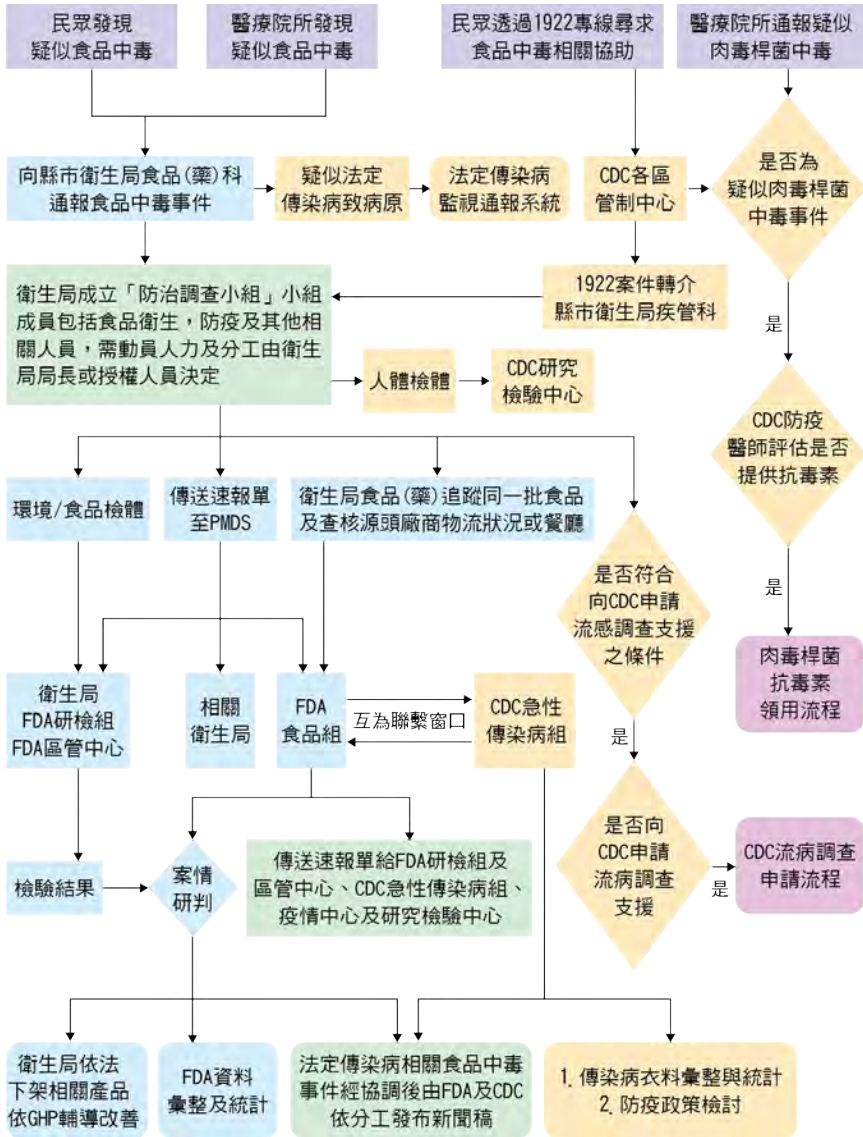 民眾發現
疑似食品中毒
醫療院所發現
疑似食品中毒
民眾透過1922專線尋求
食品中毒相關協助
醫療院所通報疑似
肉毒桿菌中毒
向縣市衛生局食品(藥)科
通報食品中毒事件
疑似法定
傳染病致病原
法定傳染病
監視通報系統
CDC各區
管制中心
是否為
疑似肉毒桿菌
中毒事件
衛生局成立「防治調查小組」小組
成員包括食品衛生，防疫及其他相
關人員，需動員人力及分工由衛生
局局長或授權人員決定
1922案件轉介
縣市衛生局疾管科
是
人體檢體
CDC研究
檢驗中心
CDC防疫
醫師評估是否
提供抗毒素
環境/食品檢體
傳送速報單
至PMDS
衛生局食品(藥)追蹤同一批食品
及查核源頭廠商物流狀況或餐廳
是否符合
向CDC申請
流感調查支援
之條件
是
肉毒桿菌
抗毒素
領用流程
衛生局
FDA研檢組
FDA區管中心
相關
衛生局
FDA
食品組
互為聯繫窗口
CDC急性
傳染病組
是
檢驗結果
案情
研判
傳送速報單給FDA研檢組及
區管中心、CDC急性傳染病組、
疫情中心及研究檢驗中心
是否向
CDC申請
流病調查
支援
是
CDC流病調查
申請流程
衛生局依法
下架相關產品
依GHP輔導改善
FDA資料
彙整及統計
法定傳染病相關食品中毒
事件經協調後由FDA及CDC
依分工發布新聞稿
1. 傳染病衣料彙整與統計
2. 防疫政策檢討